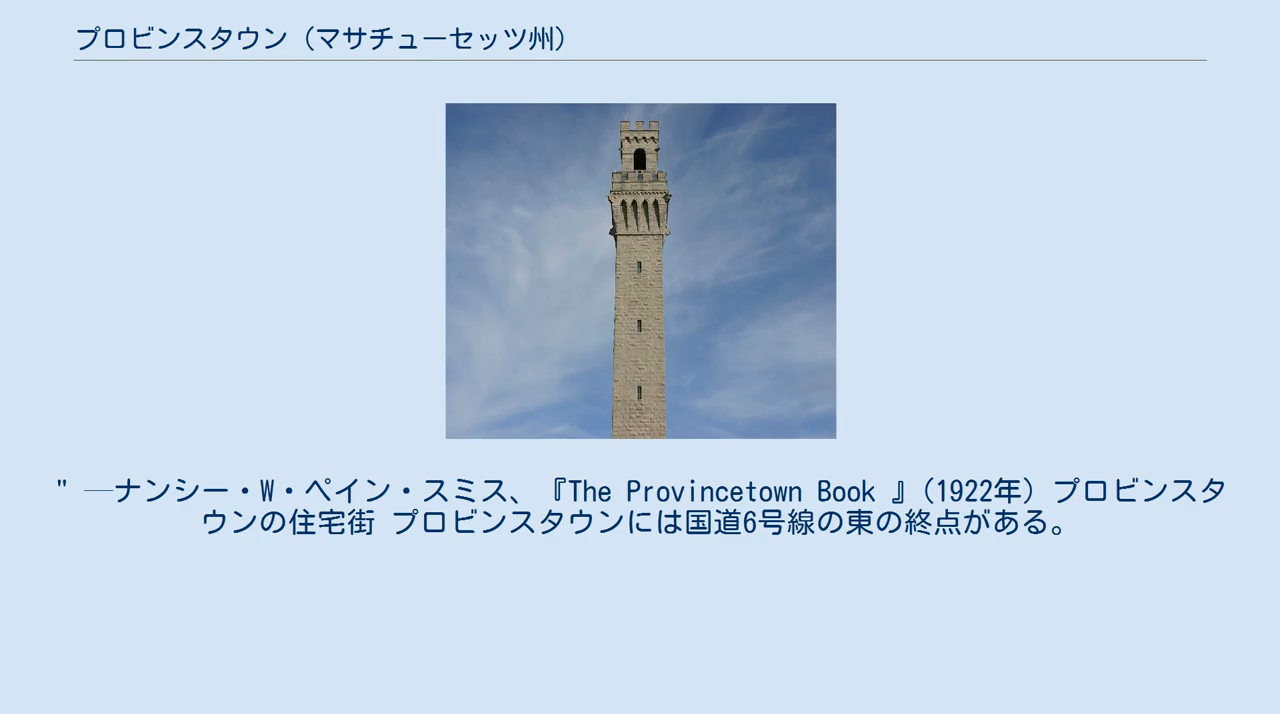 プロビンスタウン（マサチューセッツ州）
" ―ナンシー・W・ペイン・スミス、『The Provincetown Book 』（1922年）プロビンスタ
ウンの住宅街 プロビンスタウンには国道6号線の東の終点がある。